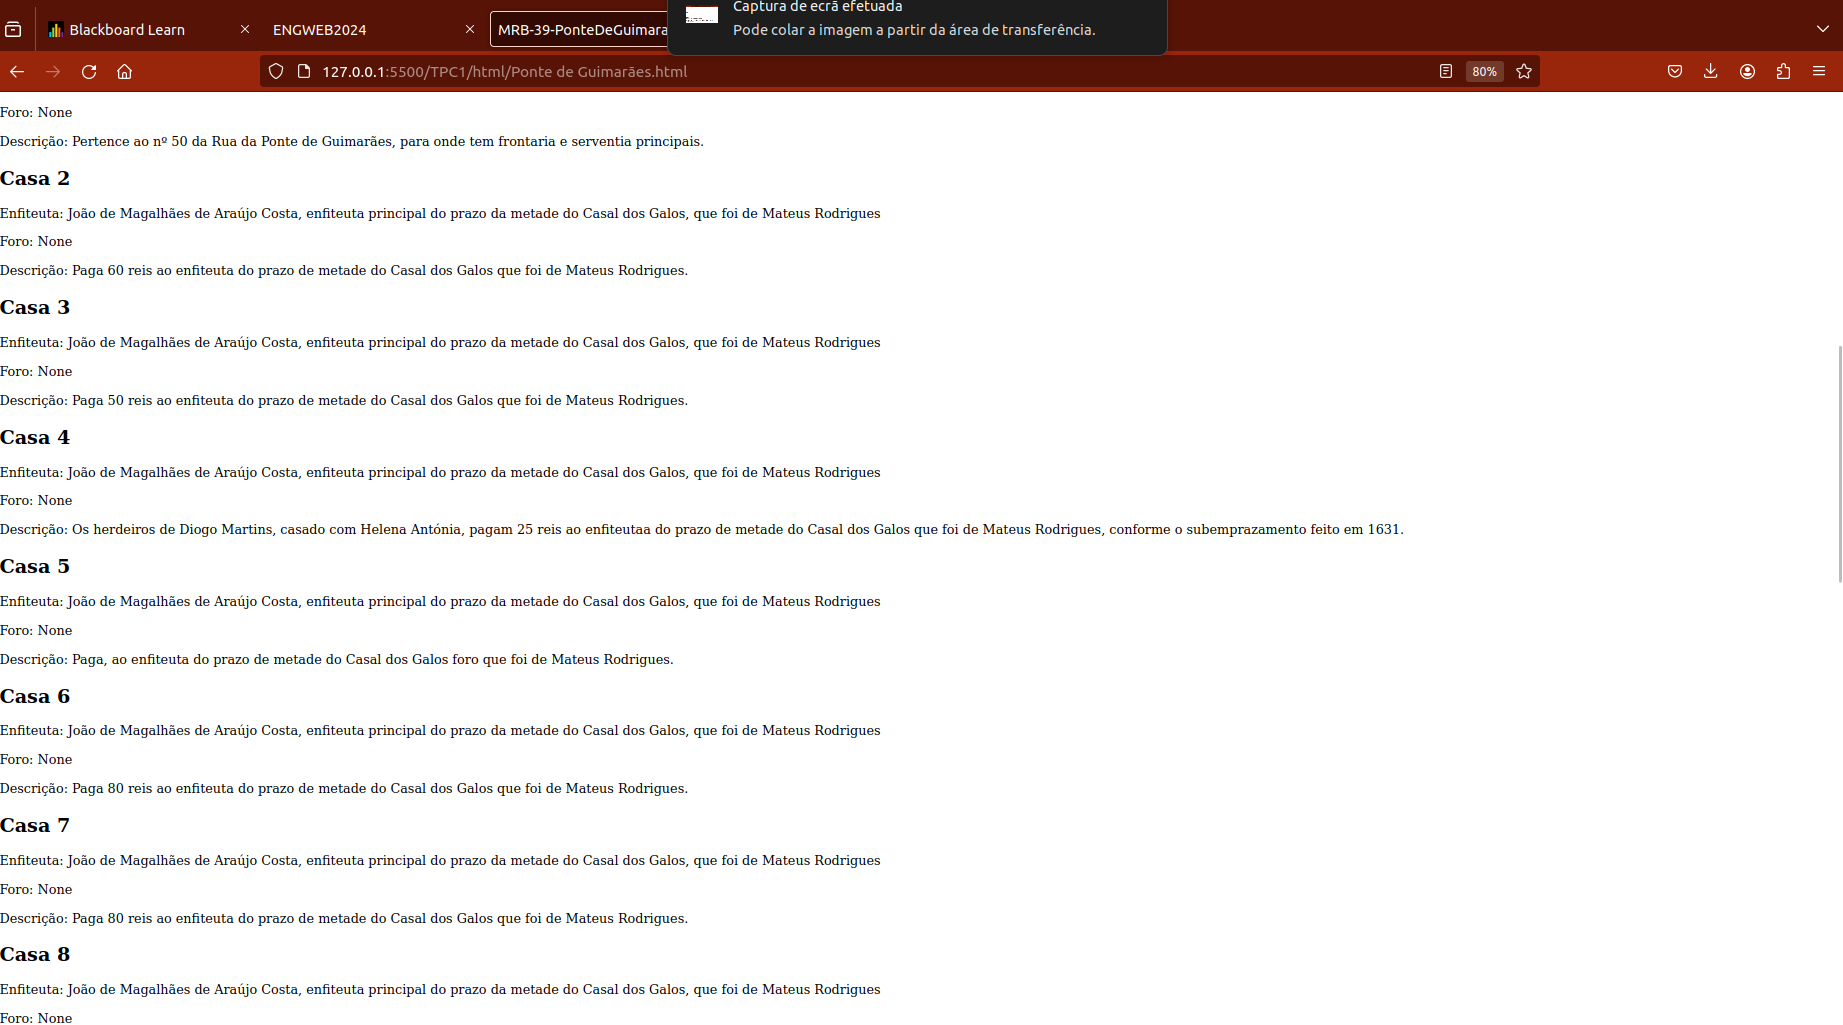 Captura de ecrã efetuada
Blackboard Learn
ENGWEB2024
MRB-39-PonteDeGuimara
Pode colar a imagem a partir da área de transferência.
127.0.0.1:5500/TPC1/html/Ponte de Guimarães.html
80%
Foro: None
Descrição: Pertence ao nº 50 da Rua da Ponte de Guimarães, para onde tem frontaria e serventia principais.
Casa 2
Enfiteuta: João de Magalhães de Araújo Costa, enfiteuta principal do prazo da metade do Casal dos Galos, que foi de Mateus Rodrigues
Foro: None
Descrição: Paga 60 reis ao enfiteuta do prazo de metade do Casal dos Galos que foi de Mateus Rodrigues.
Casa 3
Enfiteuta: João de Magalhães de Araújo Costa, enfiteuta principal do prazo da metade do Casal dos Galos, que foi de Mateus Rodrigues
Foro: None
Descrição: Paga 50 reis ao enfiteuta do prazo de metade do Casal dos Galos que foi de Mateus Rodrigues.
Casa 4
Enfiteuta: João de Magalhães de Araújo Costa, enfiteuta principal do prazo da metade do Casal dos Galos, que foi de Mateus Rodrigues
Foro: None
Descrição: Os herdeiros de Diogo Martins, casado com Helena Antónia, pagam 25 reis ao enfiteutaa do prazo de metade do Casal dos Galos que foi de Mateus Rodrigues, conforme o subemprazamento feito em 1631.
Casa 5
Enfiteuta: João de Magalhães de Araújo Costa, enfiteuta principal do prazo da metade do Casal dos Galos, que foi de Mateus Rodrigues
Foro: None
Descrição: Paga, ao enfiteuta do prazo de metade do Casal dos Galos foro que foi de Mateus Rodrigues.
Casa 6
Enfiteuta: João de Magalhães de Araújo Costa, enfiteuta principal do prazo da metade do Casal dos Galos, que foi de Mateus Rodrigues
Foro: None
Descrição: Paga 80 reis ao enfiteuta do prazo de metade do Casal dos Galos que foi de Mateus Rodrigues.
Casa 7
Enfiteuta: João de Magalhães de Araújo Costa, enfiteuta principal do prazo da metade do Casal dos Galos, que foi de Mateus Rodrigues
Foro: None
Descrição: Paga 80 reis ao enfiteuta do prazo de metade do Casal dos Galos que foi de Mateus Rodrigues.
Casa 8
Enfiteuta: João de Magalhães de Araújo Costa, enfiteuta principal do prazo da metade do Casal dos Galos, que foi de Mateus Rodrigues
Foro: None